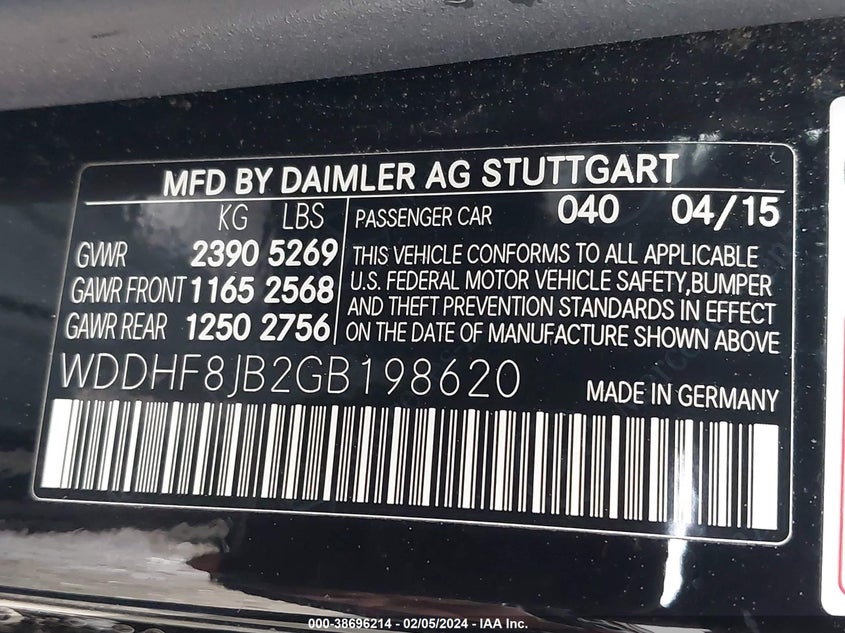 MFD BY DAIMLER AG STUTTGART
KG LBS
GVWR 2390 5269
GAWR FRONT 1165 2568
GAWR REAR 1250 2756
PASSENGER CAR 040 04/15
THIS VEHICLE CONFORMS TO ALL APPLICABLE
U.S. FEDERAL MOTOR VEHICLE SAFETY,BUMPER
AND THEFT PREVENTION STANDARDS IN EFFECT
ON THE DATE OF MANUFACTURE SHOWN ABOVE
WDDHF8JB2GB198620
MADE IN GERMANY
000-38696214 - 02/05/2024 - IAA Inc.